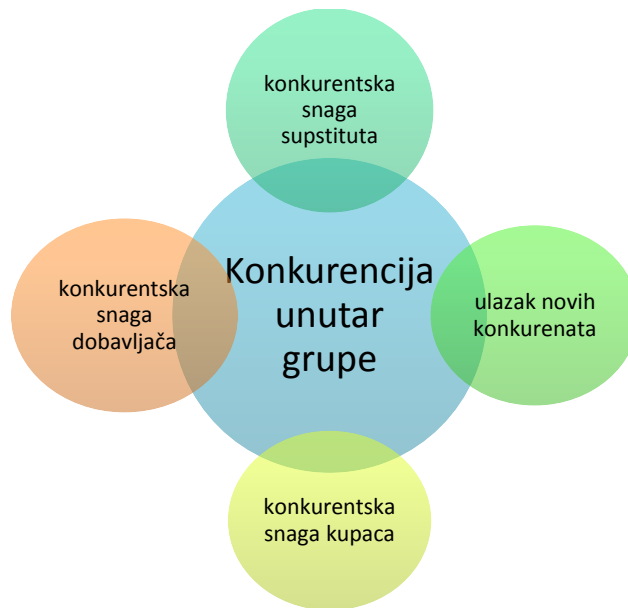 konkurentska
snaga
supstituta
Konkurencija
unutar
grupe
konkurentska
snaga
dobavljača
ulazak novih
konkurenata
konkurentska
snaga kupaca